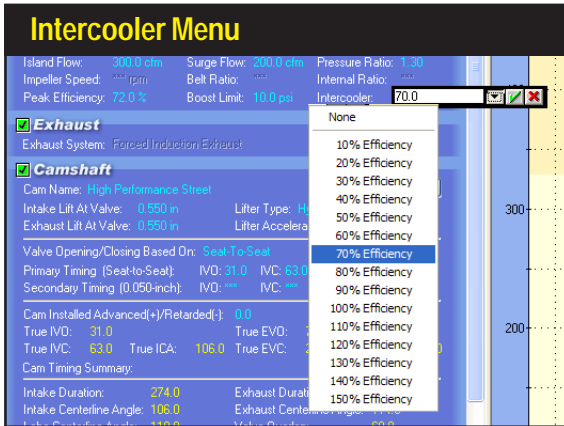 Intercooler Menu
Island Flow: 300.0 cfm Surge Flow: 200.0 cfm Pressure Ratio: 1.30
Impeller Speed: *** rpm Belt Ratio: *** Internal Ratio: ***
Peak Efficiency: 72.0 % Boost Limit: 10.0 psi Intercooler: 70.0
None
10% Efficiency
20% Efficiency
30% Efficiency
40% Efficiency
50% Efficiency
60% Efficiency
70% Efficiency
80% Efficiency
90% Efficiency
100% Efficiency
110% Efficiency
120% Efficiency
130% Efficiency
140% Efficiency
150% Efficiency
Exhaust
Exhaust System: Forced Induction Exhaust
Camshaft
Cam Name: High Performance Street
Intake Lift At Valve: 0.550 in Lifter Type:
Exhaust Lift At Valve: 0.550 in Lifter
Valve Opening/Closing Based On: Seat-To-Seat
Primary Timing (Seat-to-Seat): IVO: 31.0 IVC: 63.0
Secondary Timing (0.050-inch): IVO: *** IVC: ***
Cam Installed Advanced(+)/Retarded(-): 0.0
True IVO: 31.0 True EVO:
True IVC: 63.0 True ICA: 106.0 True EVC:
Cam Timing Summary:
Intake Duration: 274.0 Exhaust
Intake Centerline Angle: 106.0 Exhaust
300
200